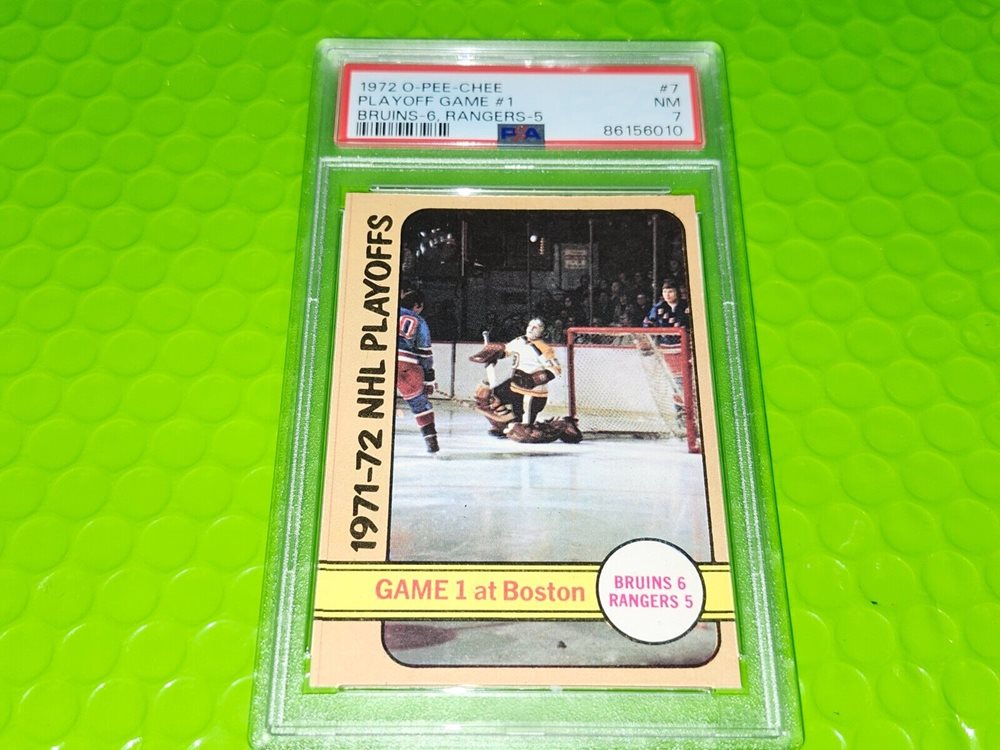 1972 O-PEE-CHEE #7
PLAYOFF GAME #1 NM
BRUINS-6, RANGERS-5 7
PSA 86156010
1971-72 NHL PLAYOFFS
0
GAME 1 at Boston
BRUINS 6
RANGERS 5